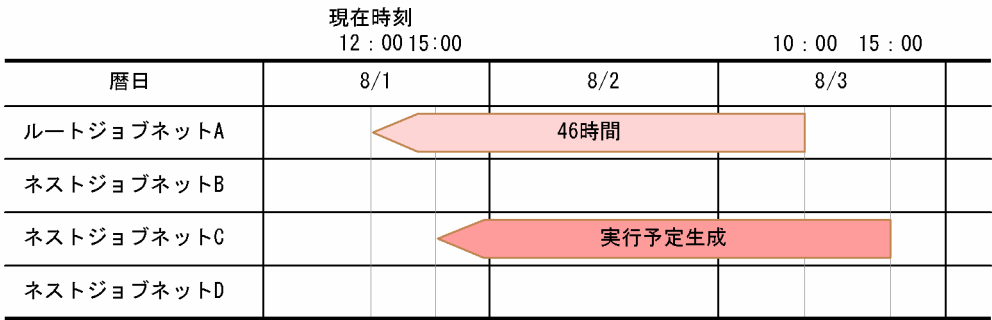 現在時刻
12：00 15:00 10：00 15：00
暦日 8/1 8/2 8/3
ルートジョブネットA 46時間
ネストジョブネットB
ネストジョブネットC 実行予定生成
ネストジョブネットD